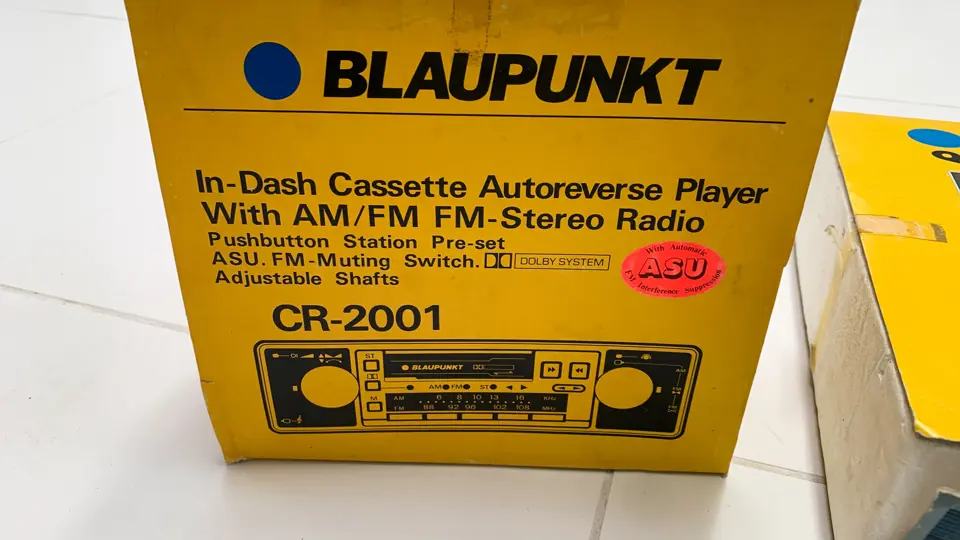 BLAUPUNKT
In-Dash Cassette Autoreverse Player
With AM/FM FM-Stereo Radio
Pushbutton Station Pre-set
ASU. FM-Muting Switch. DOLBY SYSTEM
Adjustable Shafts
With Automatic
ASU
FM Interference Suppression
CR-2001
ST
BLAUPUNKT
AM FM ST
M
AM 6 8 10 13 16 KHz
FM 88 92 96 102 108 MHz
AM
FM